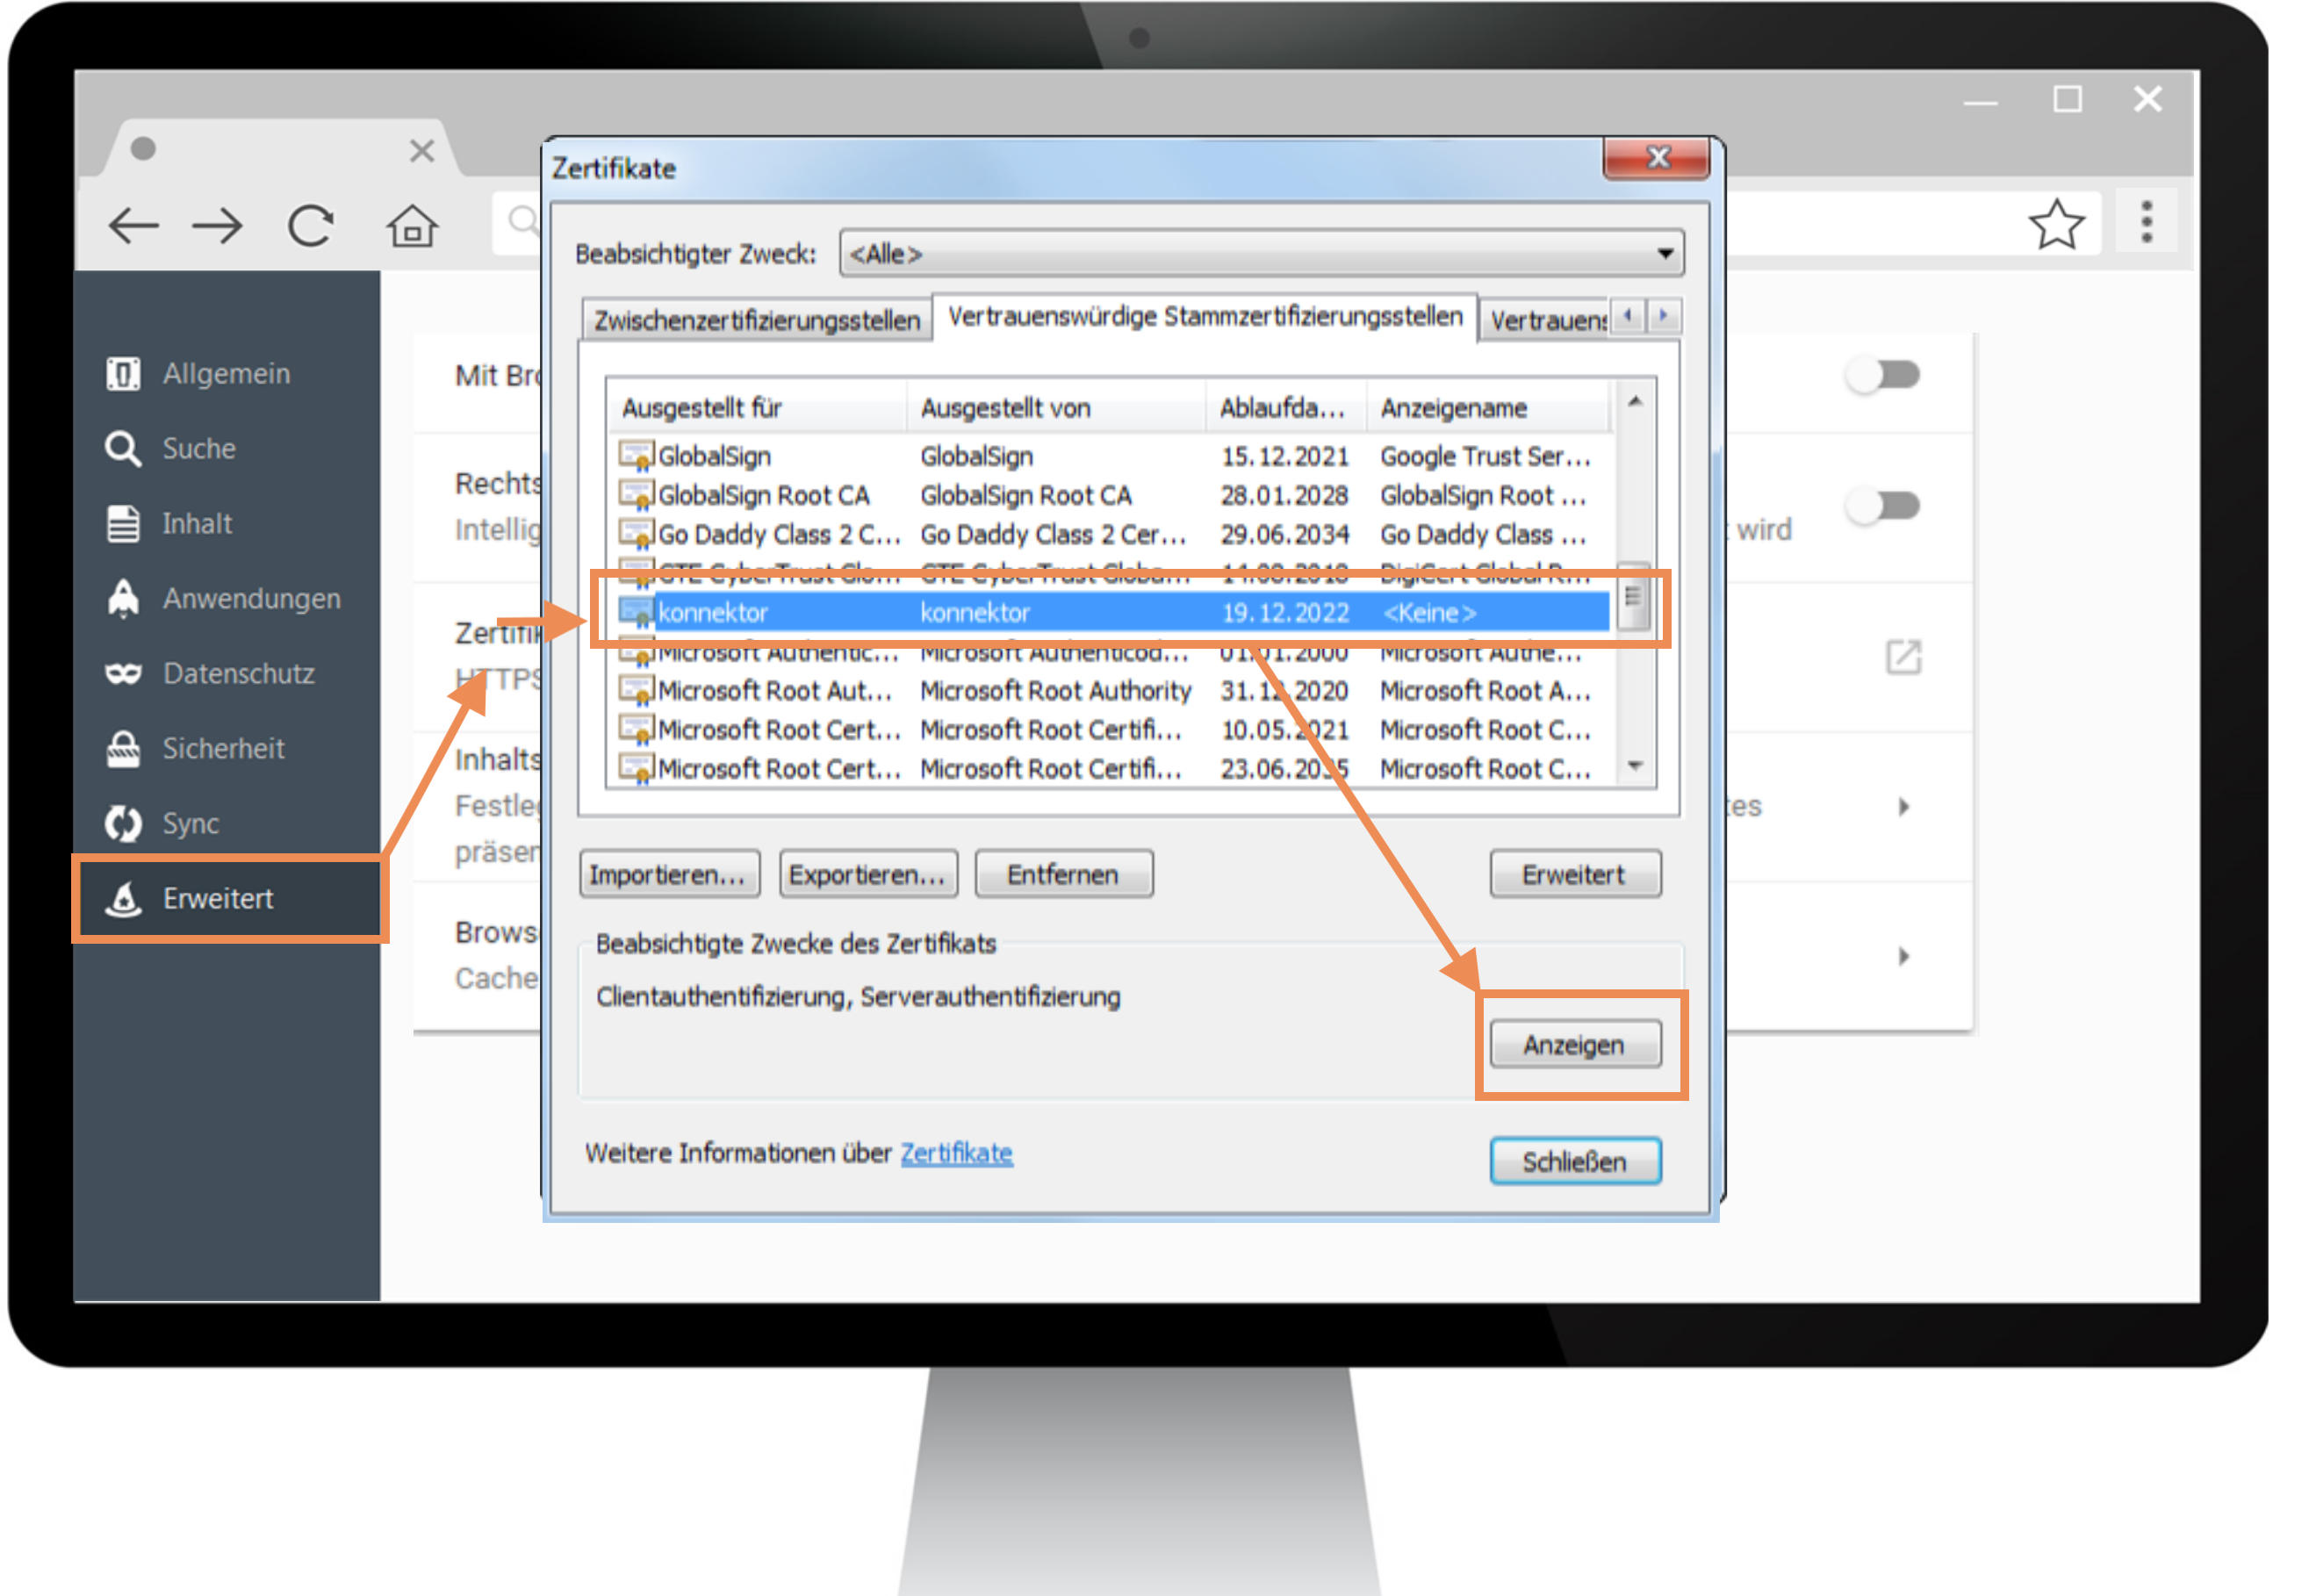 Zertifikate
Beabsichtigter Zweck: <Alle>
Zwischenzertifizierungsstellen Vertrauenswürdige Stammzertifizierungsstellen Vertrauens
Ausgestellt für Ausgestellt von Ablaufda... Anzeigename
GlobalSign GlobalSign 15.12.2021 Google Trust Ser...
GlobalSign Root CA GlobalSign Root CA 28.01.2028 GlobalSign Root ...
Go Daddy Class 2 C... Go Daddy Class 2 Cer... 29.06.2034 Go Daddy Class ...
GTE CyberTrust Glo... GTE CyberTrust Globa... 14.08.2018 DigiCert Global R...
konnektor konnektor 19.12.2022 <Keine>
Microsoft Authentic... Microsoft Authenticod... 01.01.2000 Microsoft Authe...
Microsoft Root Aut... Microsoft Root Authority 31.12.2020 Microsoft Root A...
Microsoft Root Cert... Microsoft Root Certifi... 10.05.2021 Microsoft Root C...
Microsoft Root Cert... Microsoft Root Certifi... 23.06.2035 Microsoft Root C...
Importieren... Exportieren... Entfernen Erweitert
Beabsichtigte Zwecke des Zertifikats
Clientauthentifizierung, Serverauthentifizierung
Anzeigen
Weitere Informationen über Zertifikate
Schließen
Allgemein
Suche
Inhalt
Anwendungen
Datenschutz
Sicherheit
Sync
Erweitert
Mit Bro
Rechts
Intellig
wird
Zertifik
HTTPS
Inhalts
Festleg
tes
präsen
Brows
Cache